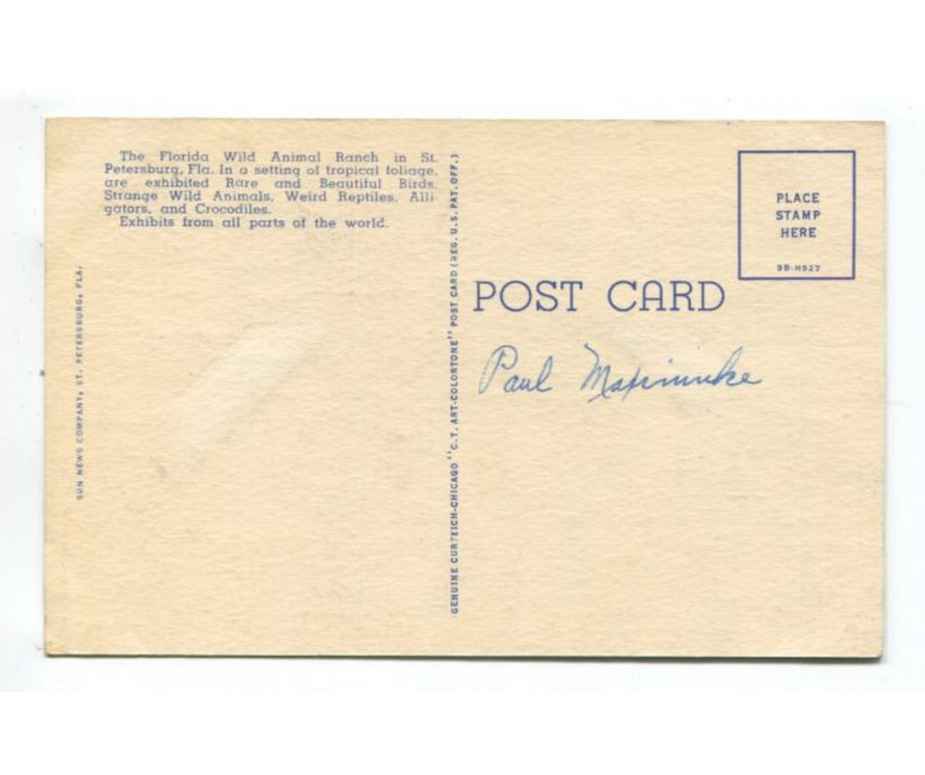 The Florida Wild Animal Ranch in St.
Petersburg, Fla. In a setting of tropical foliage,
are exhibited Rare and Beautiful Birds,
Strange Wild Animals, Weird Reptiles, Alli-
gators, and Crocodiles.
Exhibits from all parts of the world.
SUN NEWS COMPANY, ST. PETERSBURG, FLA.
GENUINE CURTEICH-CHICAGO "C.T. ART-COLORTONE" POST CARD (REG. U.S. PAT. OFF.)
PLACE
STAMP
HERE
9B-H927
POST CARD
Paul